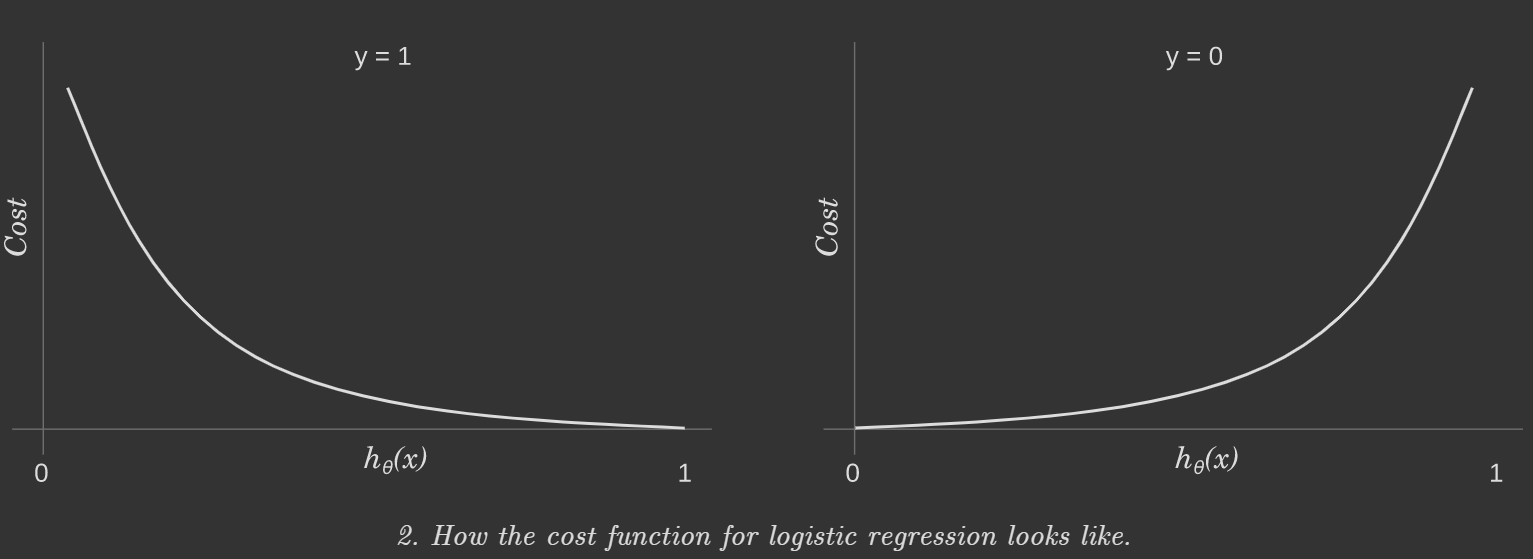 y = 1
Cost
0
hθ(x)
1
y = 0
Cost
0
hθ(x)
1
2. How the cost function for logistic regression looks like.